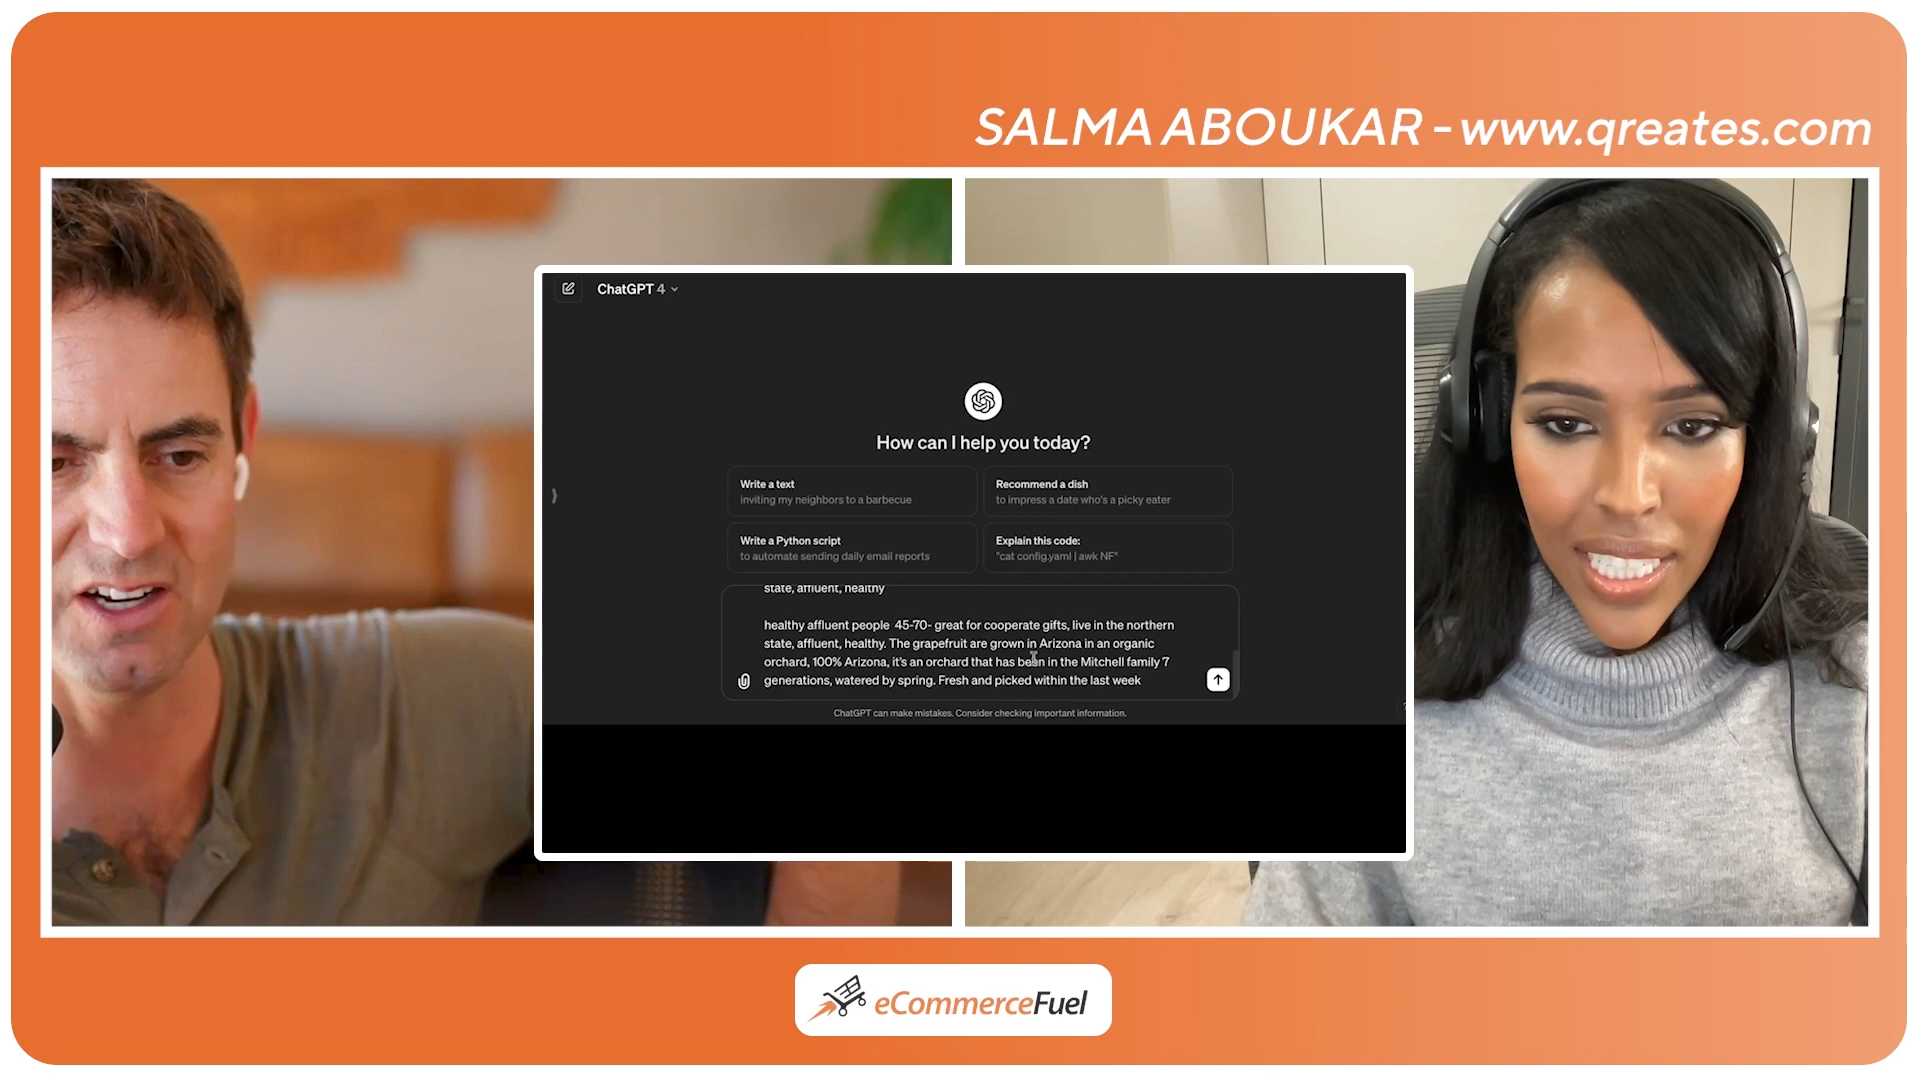 SALMA ABOUKAR - www.qreates.com
ChatGPT 4
How can I help you today?
Write a text
inviting my neighbors to a barbecue
Recommend a dish
to impress a date who's a picky eater
Write a Python script
to automate sending daily email reports
Explain this code:
"cat config.yaml | awk NF"
state, affluent, healthy
healthy affluent people  45-70- great for cooperate gifts, live in the northern
state, affluent, healthy. The grapefruit are grown in Arizona in an organic
orchard, 100% Arizona, it's an orchard that has been in the Mitchell family 7
generations, watered by spring. Fresh and picked within the last week
ChatGPT can make mistakes. Consider checking important information.
eCommerceFuel